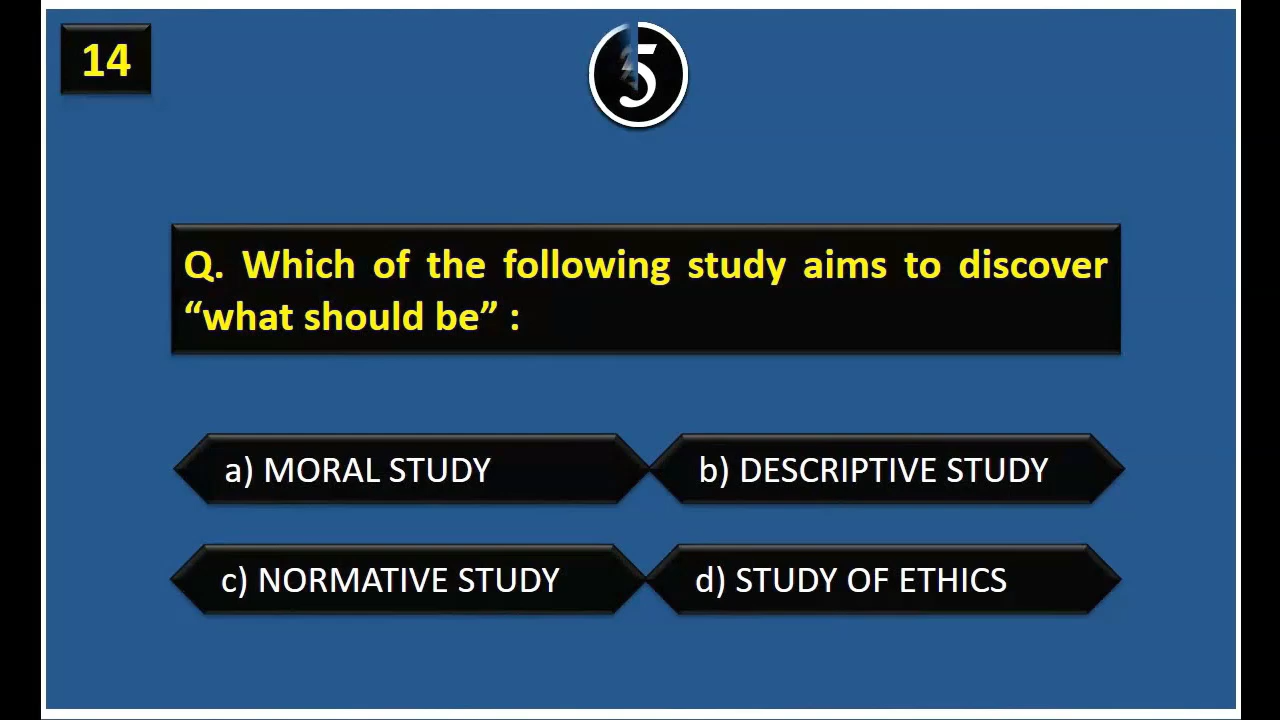 14
5
Q. Which of the following study aims to discover
“what should be” :
a) MORAL STUDY
b) DESCRIPTIVE STUDY
c) NORMATIVE STUDY
d) STUDY OF ETHICS